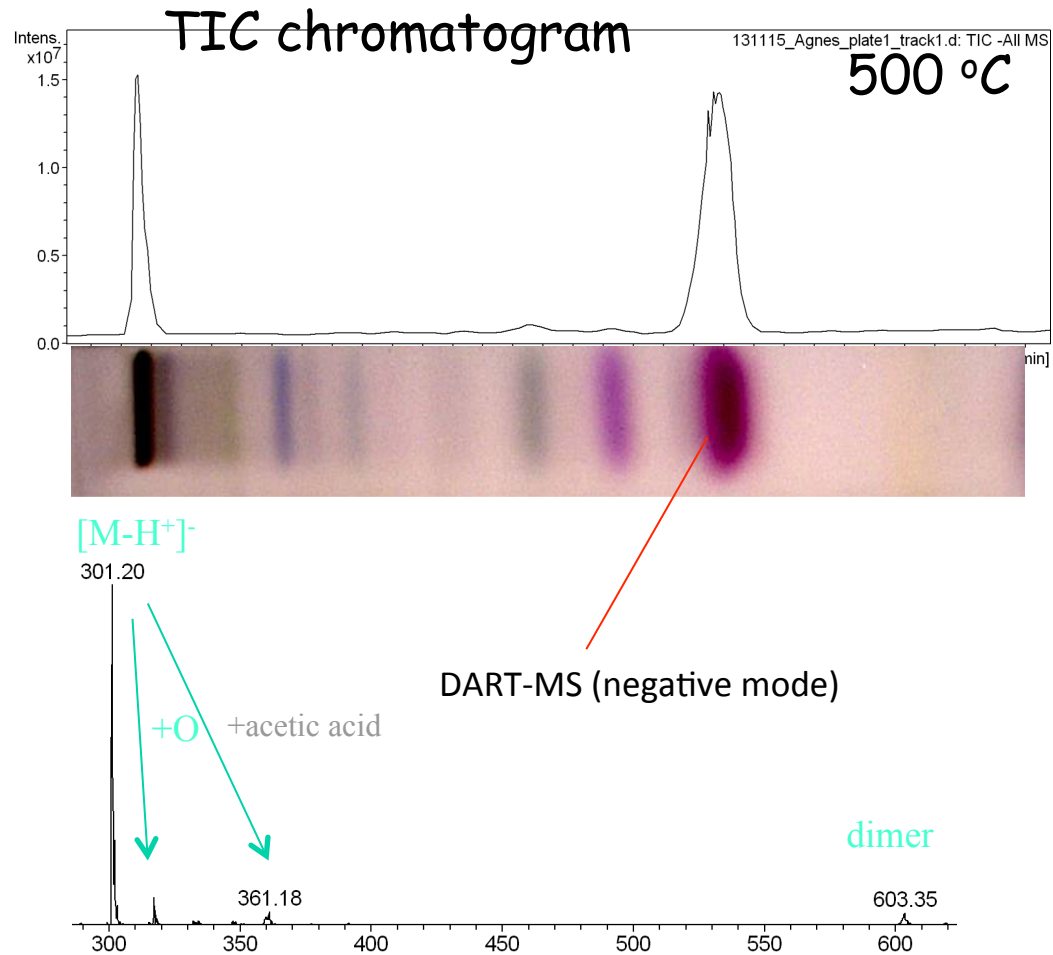 TIC chromatogram
Intens.
x10⁷
131115_Agnes_plate1_track1.d: TIC -All MS
500 ºC
1.5
1.0
0.5
0.0
min]
[M-H⁺]⁻
301.20
DART-MS (negative mode)
+O
+acetic acid
dimer
361.18
603.35
300 350 400 450 500 550 600